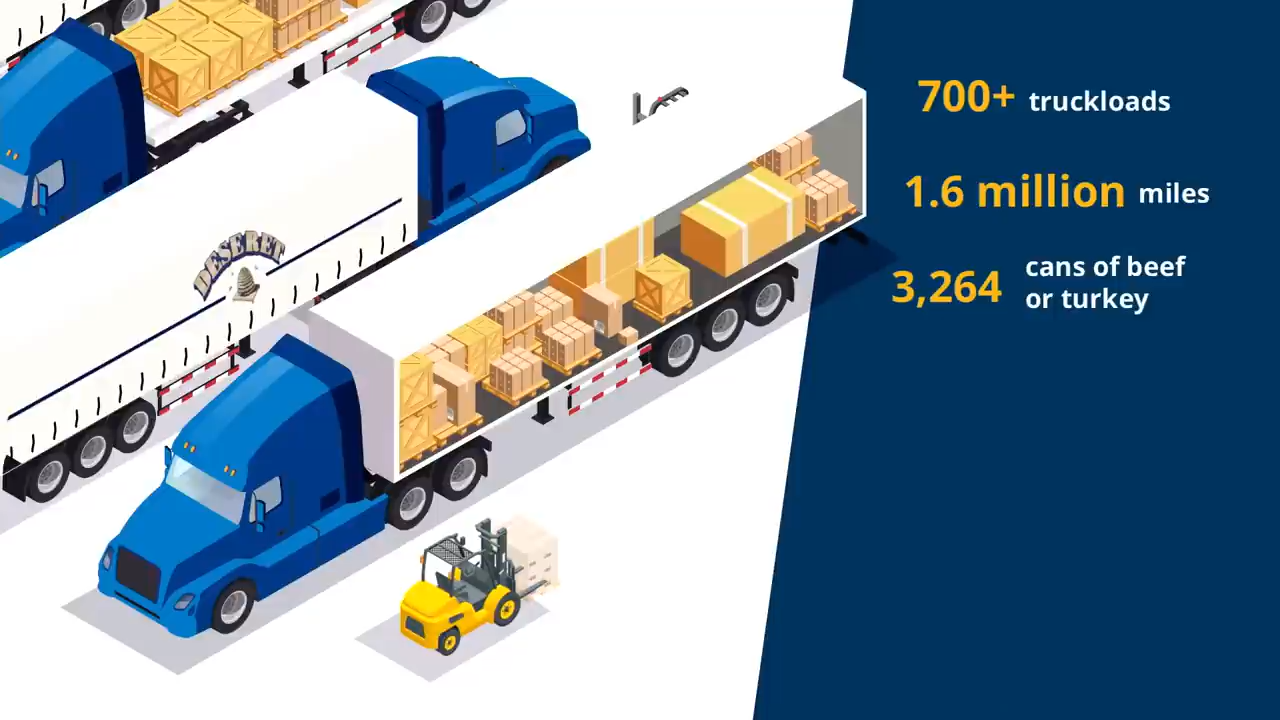 DESERET
700+ truckloads
1.6 million miles
3,264 cans of beef
or turkey